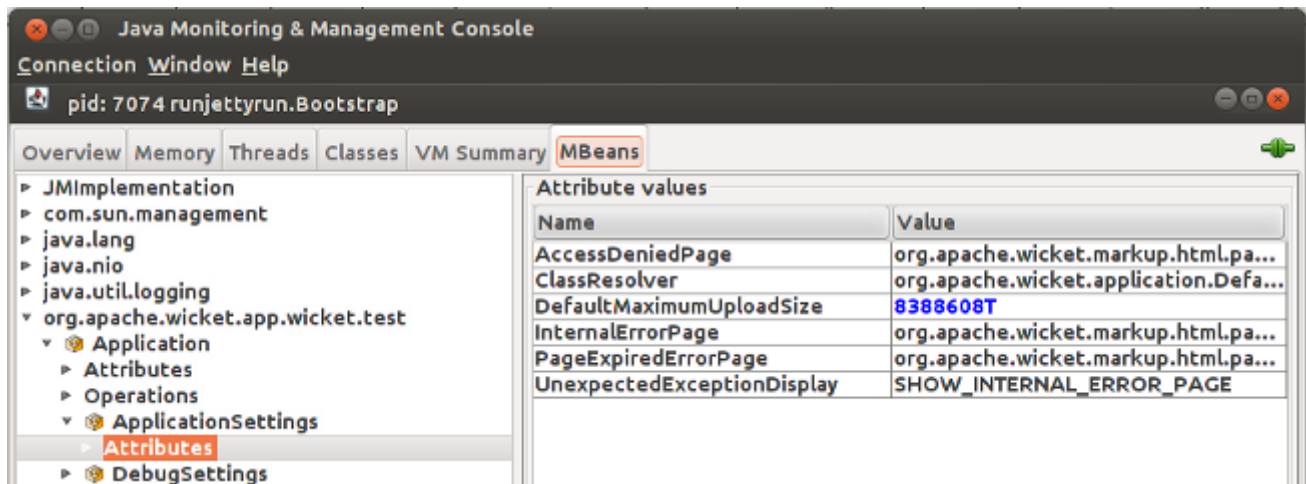 Java Monitoring & Management Console
Connection Window Help
pid: 7074 runjettyrun.Bootstrap
Overview Memory Threads Classes VM Summary MBeans
JMImplementation
com.sun.management
java.lang
java.nio
java.util.logging
org.apache.wicket.app.wicket.test
Application
Attributes
Operations
ApplicationSettings
Attributes
DebugSettings
Attribute values
Name Value
AccessDeniedPage org.apache.wicket.markup.html.pa...
ClassResolver org.apache.wicket.application.Defa...
DefaultMaximumUploadSize 8388608T
InternalErrorPage org.apache.wicket.markup.html.pa...
PageExpiredErrorPage org.apache.wicket.markup.html.pa...
UnexpectedExceptionDisplay SHOW_INTERNAL_ERROR_PAGE